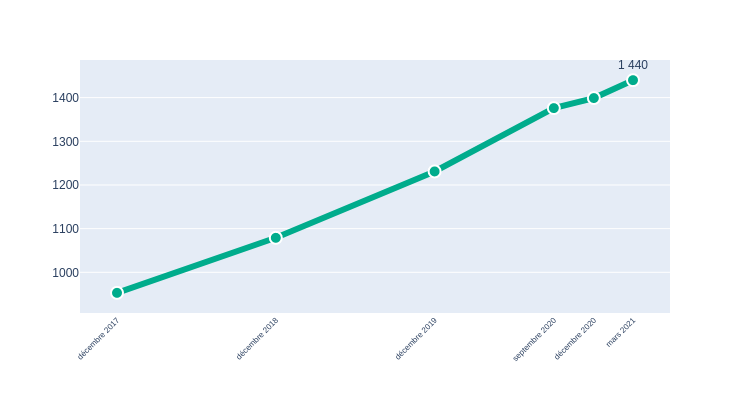 1 440
1400
1300
1200
1100
1000
décembre 2017
décembre 2018
décembre 2019
septembre 2020
décembre 2020
mars 2021